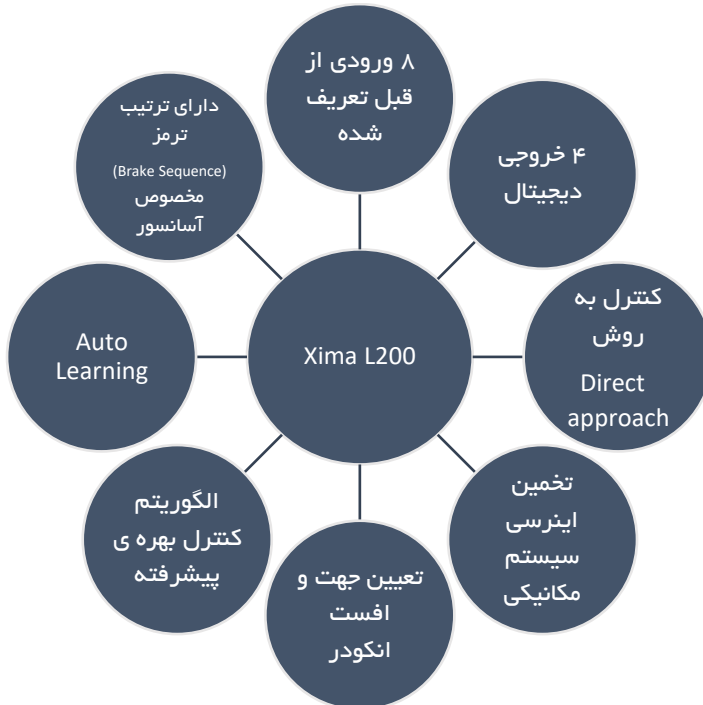 ۸ ورودی از
قبل تعریف
شده
۴ خروجی
دیجیتال
کنترل به
روش
Direct
approach
تخمین
اینرسی
سیستم
مکانیکی
تعیین جهت و
افست
انکودر
الگوریتم
کنترل بهره ی
پیشرفته
Auto
Learning
دارای ترتیب
ترمز
(Brake Sequence)
مخصوص
آسانسور
Xima L200